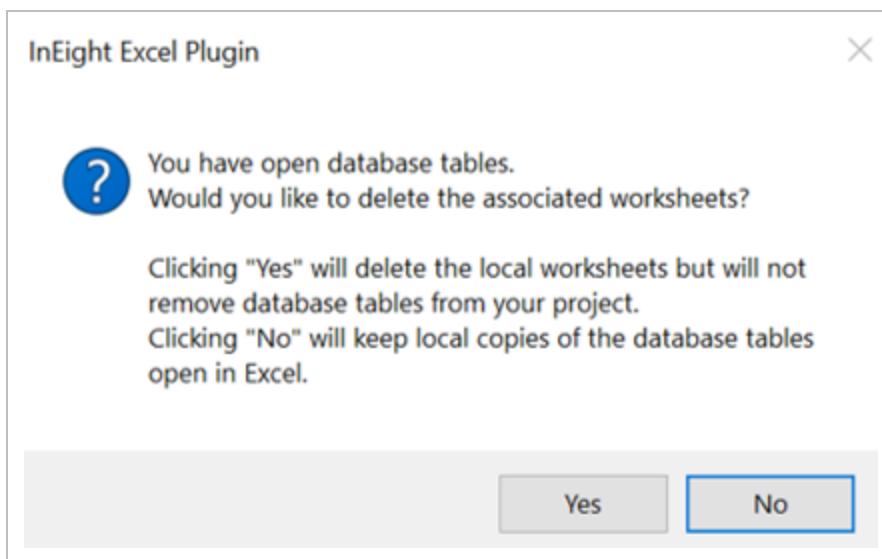 InEight Excel Plugin
You have open database tables.
Would you like to delete the associated worksheets?
Clicking "Yes" will delete the local worksheets but will not
remove database tables from your project.
Clicking "No" will keep local copies of the database tables
open in Excel.
Yes
No